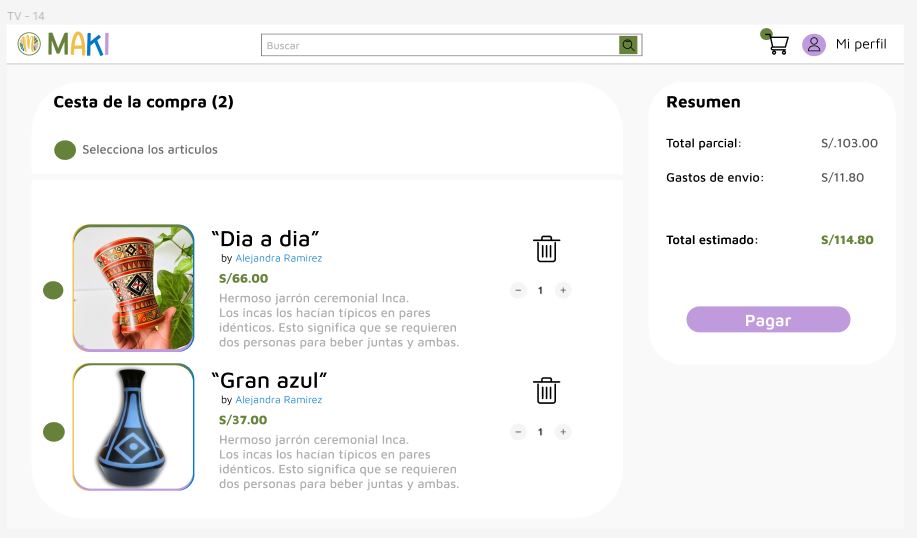 TV - 14
MAKI
Buscar
Mi perfil
Cesta de la compra (2)
Selecciona los articulos
“Dia a dia”
by Alejandra Ramirez
S/66.00
Hermoso jarrón ceremonial Inca.
Los incas los hacían típicos en pares
idénticos. Esto significa que se requieren
dos personas para beber juntas y ambas.
− 1 +
“Gran azul”
by Alejandra Ramirez
S/37.00
Hermoso jarrón ceremonial Inca.
Los incas los hacían típicos en pares
idénticos. Esto significa que se requieren
dos personas para beber juntas y ambas.
− 1 +
Resumen
Total parcial: S/.103.00
Gastos de envio: S/11.80
Total estimado: S/114.80
Pagar